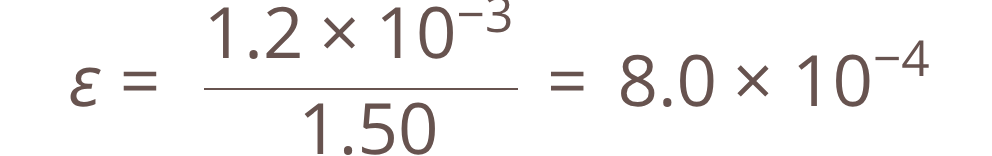 ε = 1.2 × 10⁻³ / 1.50 = 8.0 × 10⁻⁴